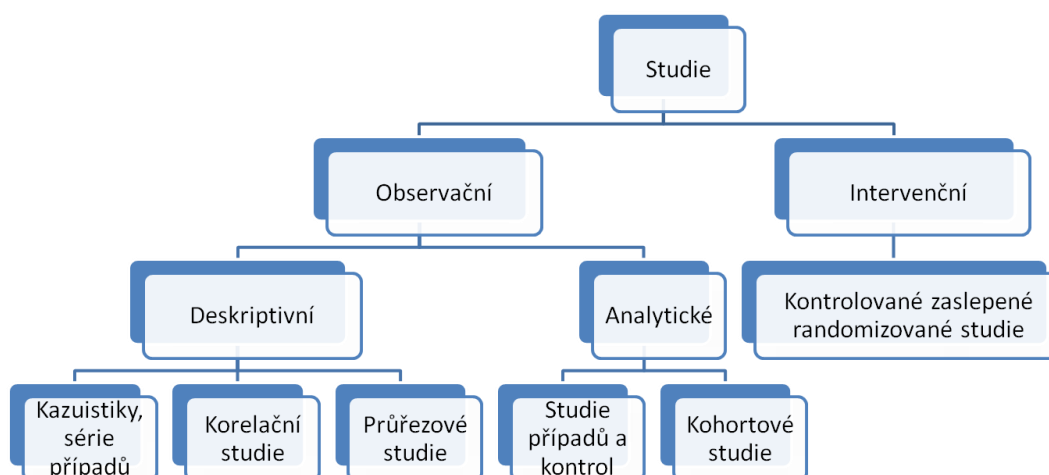 Studie
Observační
Intervenční
Deskriptivní
Analytické
Kontrolované zaslepené
randomizované studie
Kazuistiky,
série
případů
Korelační
studie
Průřezové
studie
Studie
případů a
kontrol
Kohortové
studie